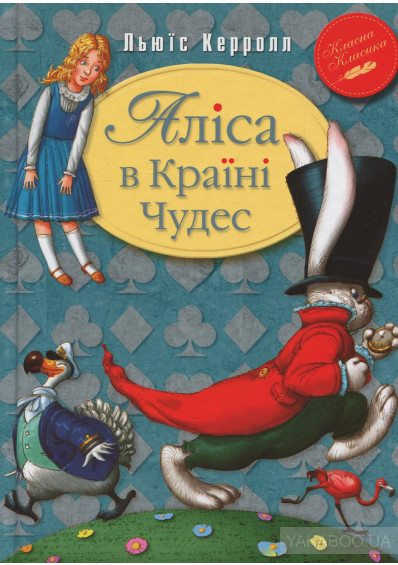 Льюїс Керролл
Класна
Класика
Аліса
в Країні
Чудес
YAKABOO.UA